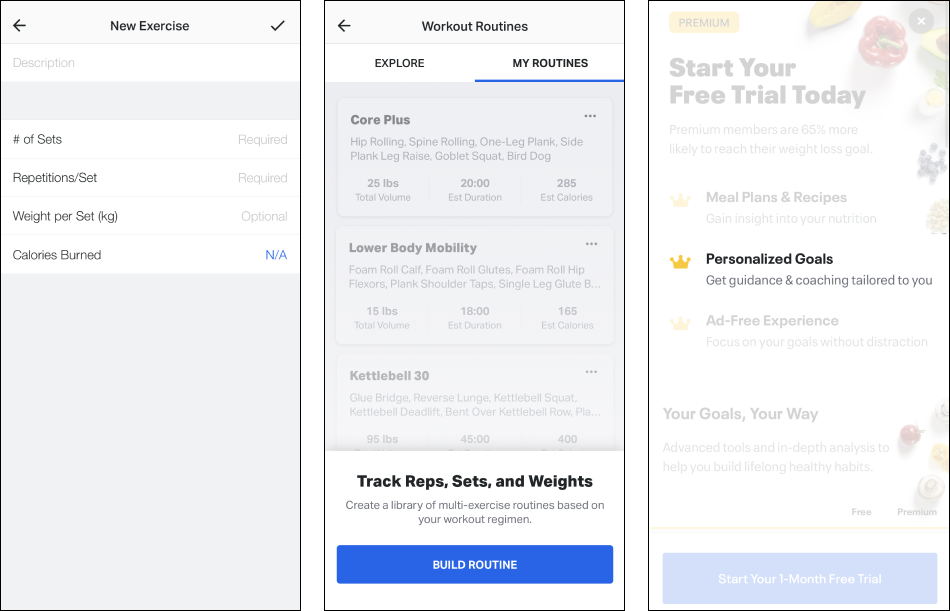 New Exercise
Description
# of Sets
Required
Repetitions/Set
Required
Weight per Set (kg)
Optional
Calories Burned
N/A
Workout Routines
EXPLORE
MY ROUTINES
Core Plus
Hip Rolling, Spine Rolling, One-Leg Plank, Side
Plank Leg Raise, Goblet Squat, Bird Dog
25 lbs
20:00
285
Total Volume
Est Duration
Est Calories
Lower Body Mobility
Foam Roll Calf, Foam Roll Glutes, Foam Roll Hip
Flexors, Plank Shoulder Taps, Single Leg Glute B...
15 lbs
18:00
165
Total Volume
Est Duration
Est Calories
Kettlebell 30
Glue Bridge, Reverse Lunge, Kettlebell Squat,
Kettlebell Deadlift, Bent Over Kettlebell Row, Pla...
95 lbs
45:00
400
Track Reps, Sets, and Weights
Create a library of multi-exercise routines based on
your workout regimen.
BUILD ROUTINE
PREMIUM
Start Your
Free Trial Today
Premium members are 65% more
likely to reach their weight loss goal.
Meal Plans & Recipes
Gain insight into your nutrition
Personalized Goals
Get guidance & coaching tailored to you
Ad-Free Experience
Focus on your goals without distraction
Your Goals, Your Way
Advanced tools and in-depth analysis to
help you build lifelong healthy habits.
Free
Premium
Start Your 1-Month Free Trial